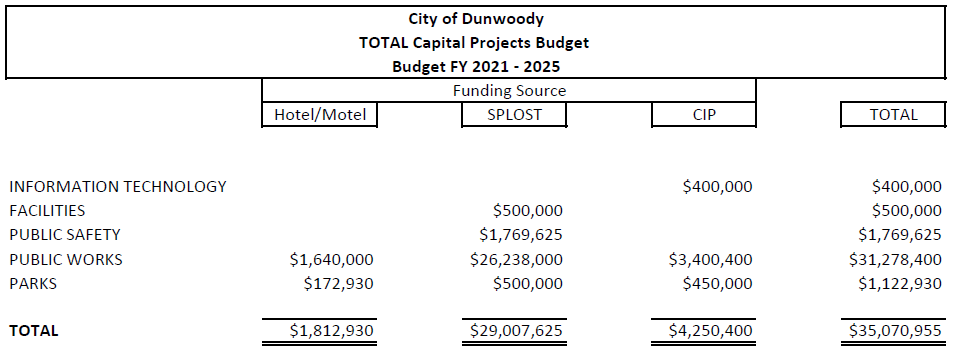 City of Dunwoody
TOTAL Capital Projects Budget
Budget FY 2021 - 2025
Funding Source
Hotel/Motel SPLOST CIP TOTAL
INFORMATION TECHNOLOGY $400,000 $400,000
FACILITIES $500,000 $500,000
PUBLIC SAFETY $1,769,625 $1,769,625
PUBLIC WORKS $1,640,000 $26,238,000 $3,400,400 $31,278,400
PARKS $172,930 $500,000 $450,000 $1,122,930
TOTAL $1,812,930 $29,007,625 $4,250,400 $35,070,955